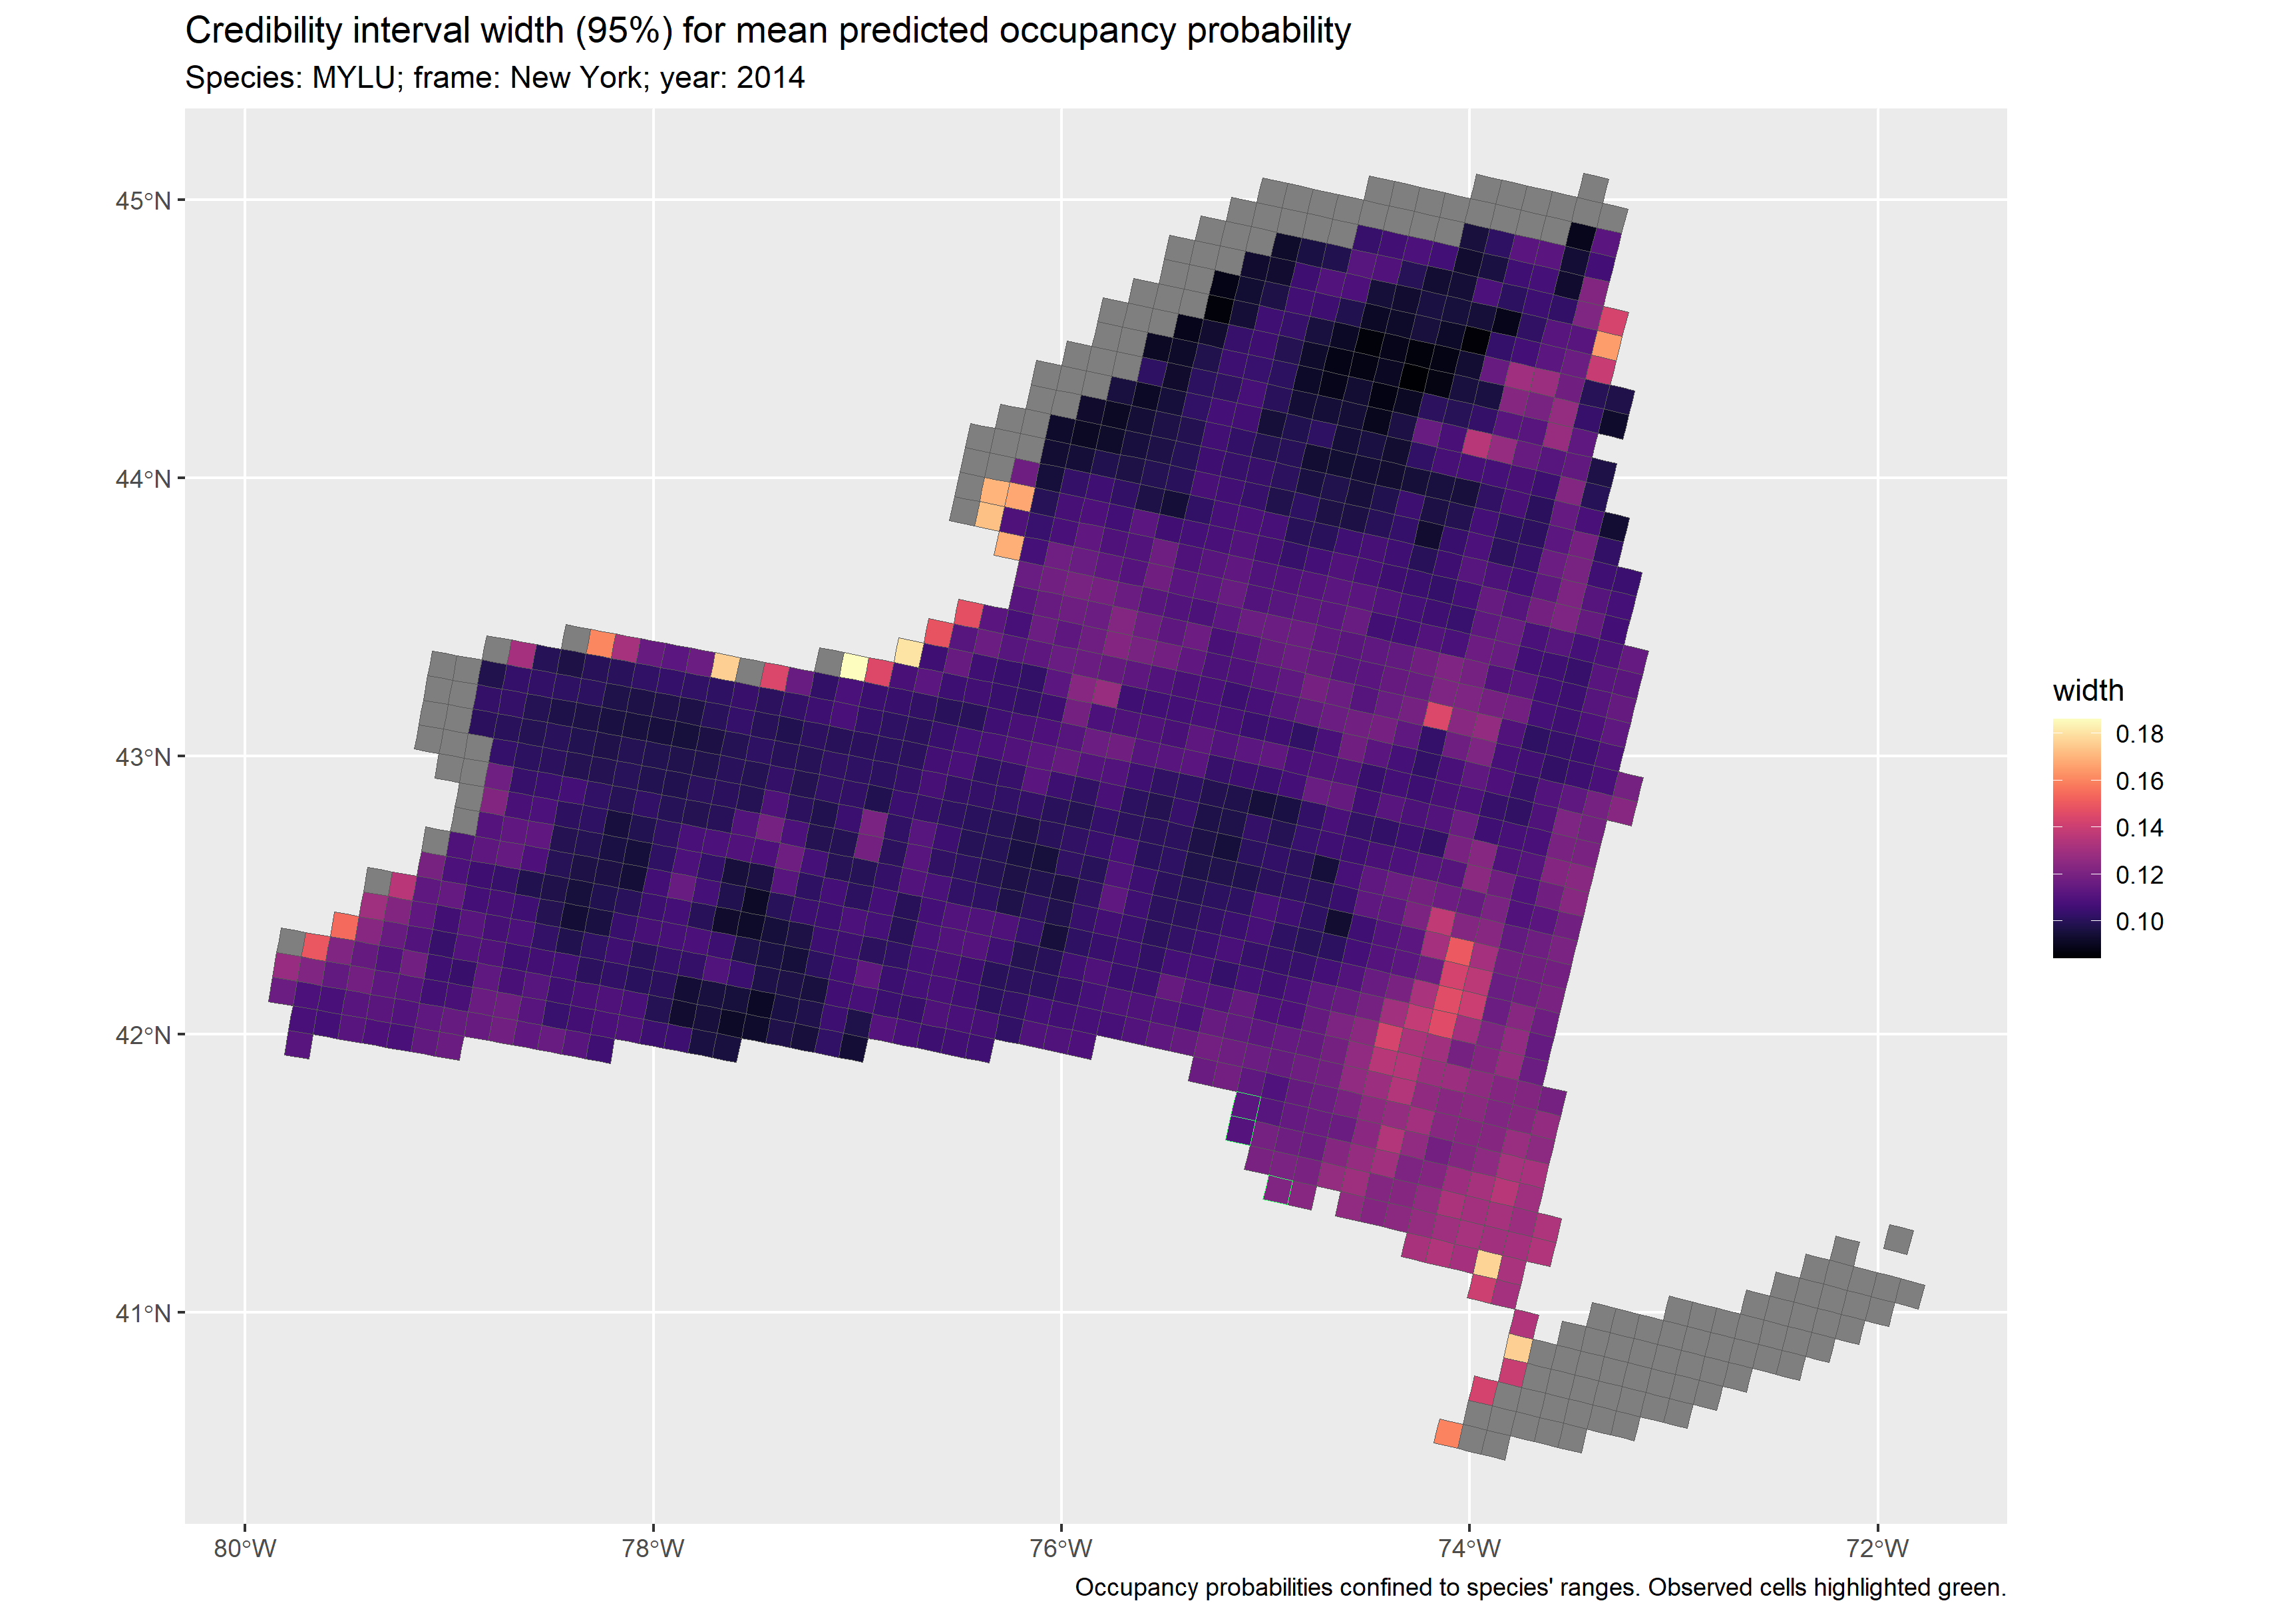 Credibility interval width (95%) for mean predicted occupancy probability
Species: MYLU; frame: New York; year: 2014
45°N
44°N
43°N
42°N
41°N
80°W
78°W
76°W
74°W
72°W
width
0.18
0.16
0.14
0.12
0.10
Occupancy probabilities confined to species' ranges. Observed cells highlighted green.